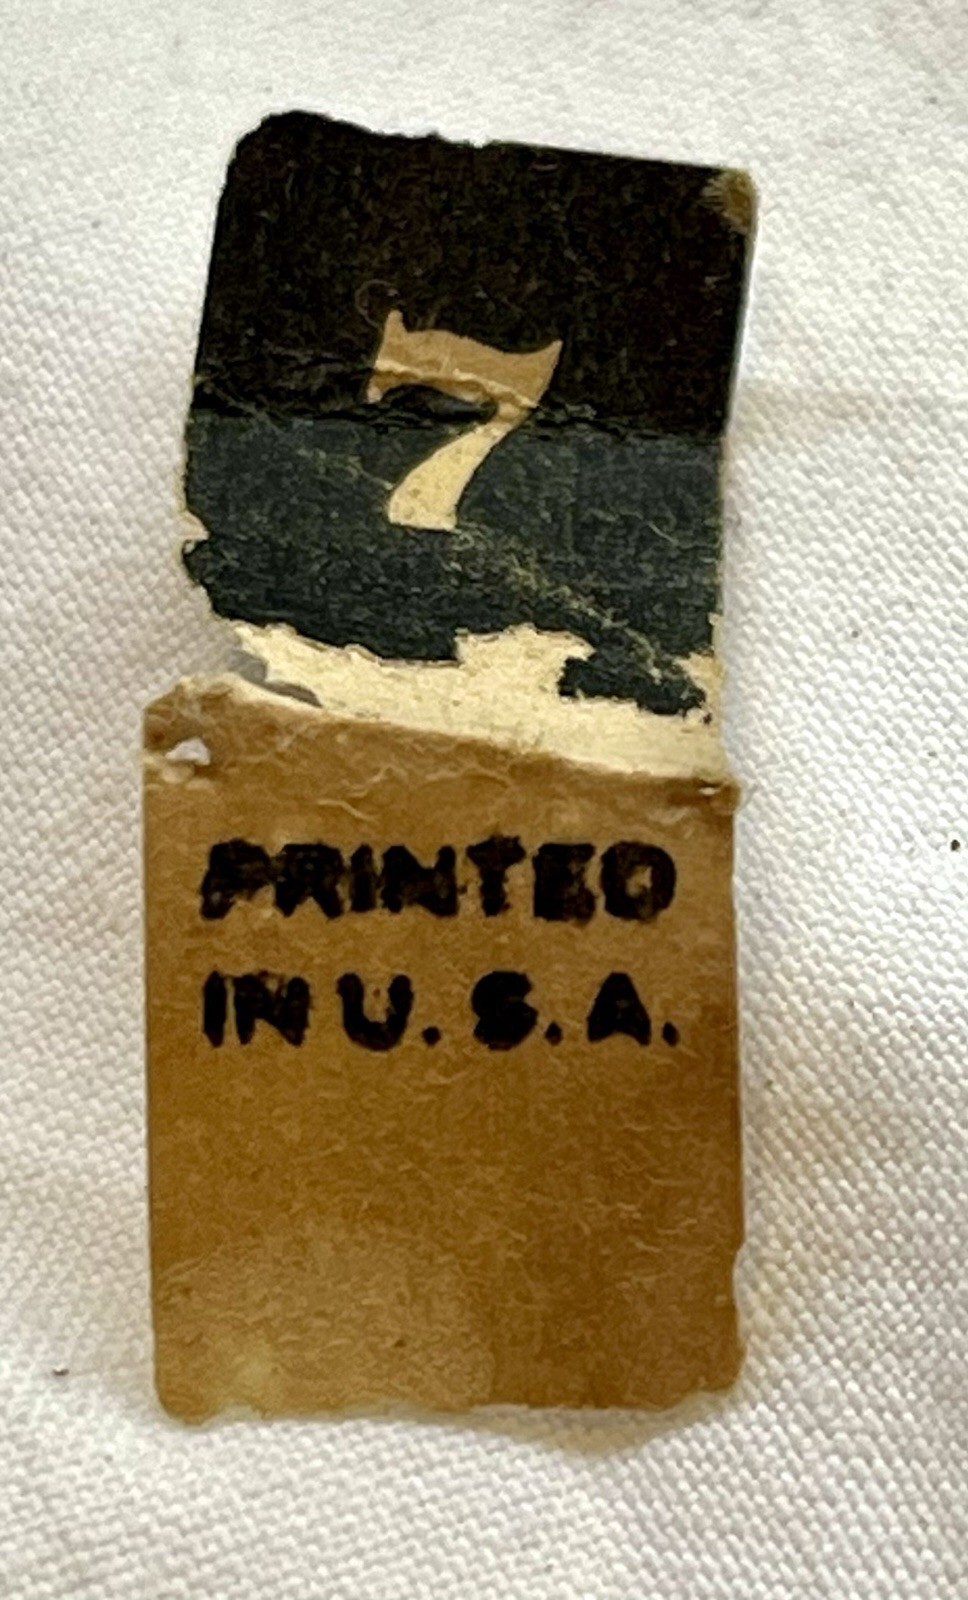 7
PRINTED
IN U. S. A.